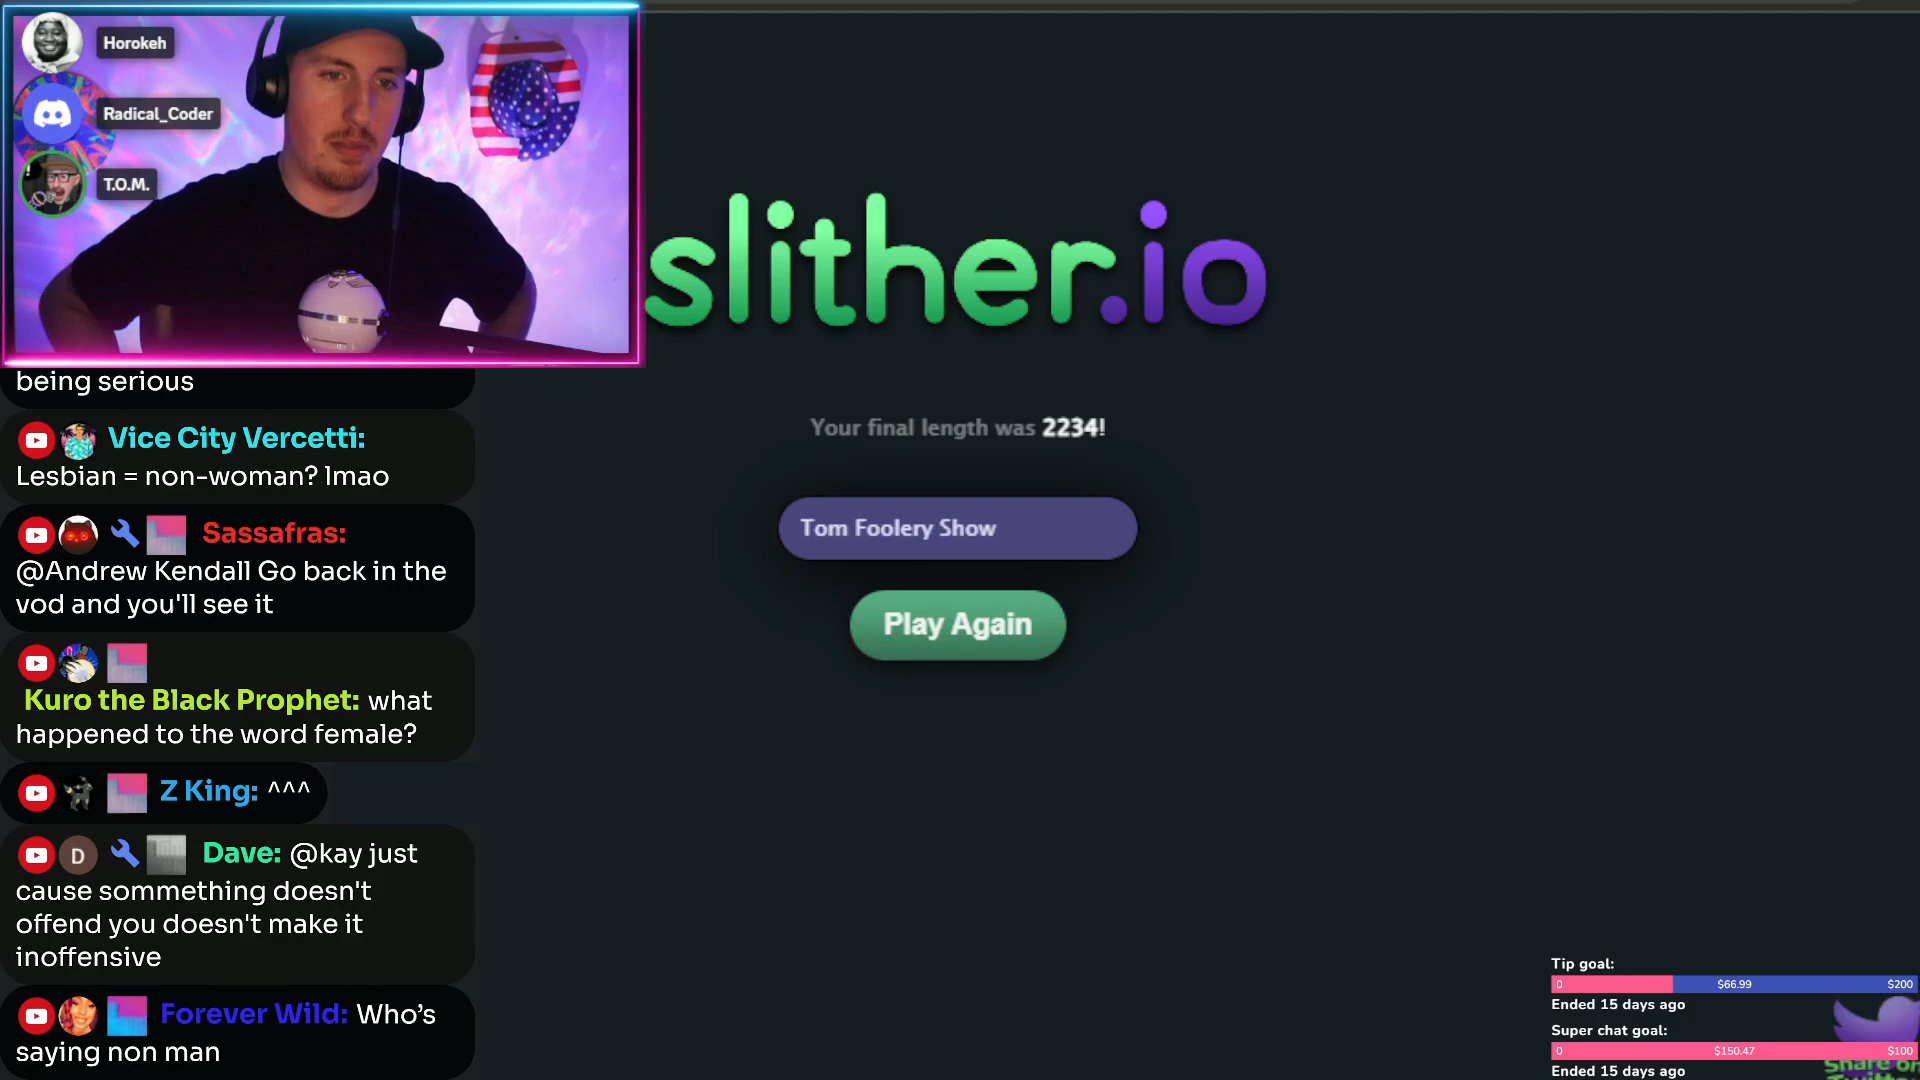 Horokeh
Radical_Coder
T.O.M.
slither.io
Your final length was 2234!
Tom Foolery Show
Play Again
being serious
Vice City Vercetti:
Lesbian = non-woman? lmao
Sassafras:
@Andrew Kendall Go back in the
vod and you'll see it
Kuro the Black Prophet: what
happened to the word female?
Z King: ^^^
D Dave: @kay just
cause sommething doesn't
offend you doesn't make it
inoffensive
Forever Wild: Who's
saying non man
Tip goal:
0 $66.99 $200
Ended 15 days ago
Super chat goal:
0 $150.47 $100
Ended 15 days ago
Share on